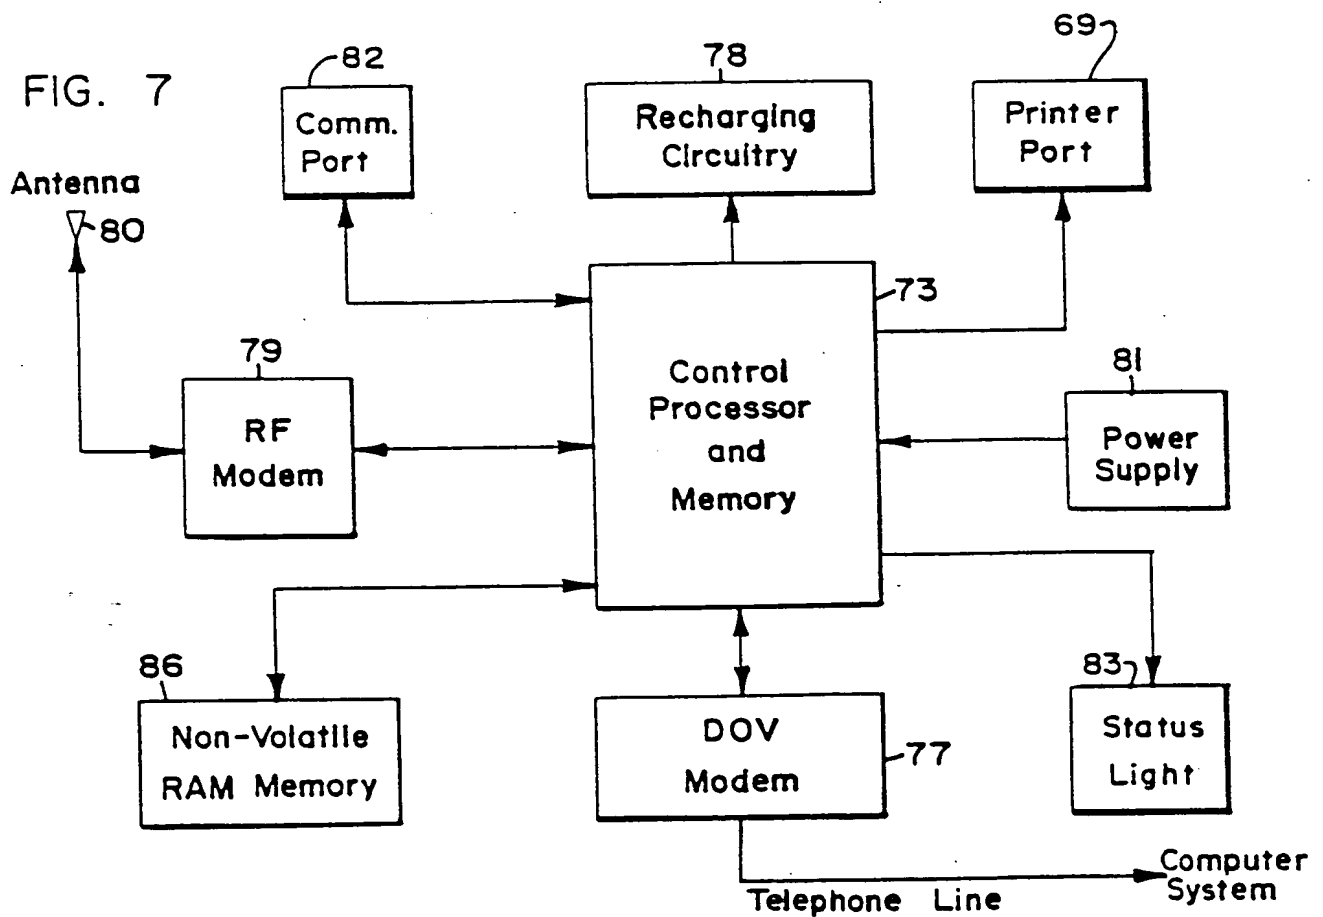 FIG. 7
82
Comm.
Port
78
Recharging
Circuitry
69
Printer
Port
Antenna
80
73
Control
Processor
and
Memory
79
RF
Modem
81
Power
Supply
86
Non-Volatile
RAM Memory
DOV
Modem
77
83
Status
Light
Telephone Line
Computer
System